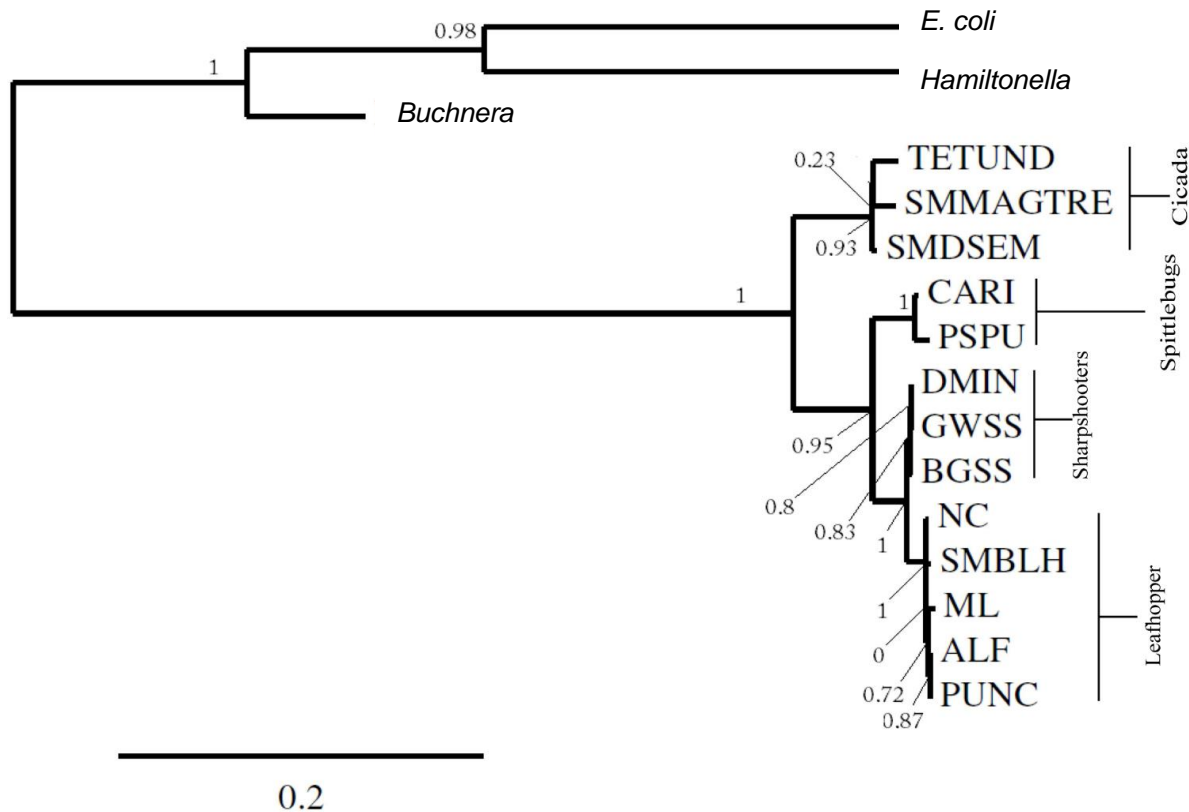 E. coli
0.98
1
Hamiltonella
Buchnera
TETUND
0.23
SMMAGTRE
Cicada
0.93
SMDSEM
CARI
1
1
PSPU
Spittlebugs
DMIN
GWSS
Sharpshooters
0.95
BGSS
0.8
0.83
NC
1
SMBLH
ML
1
Leafhopper
0
ALF
0.72
PUNC
0.87
0.2